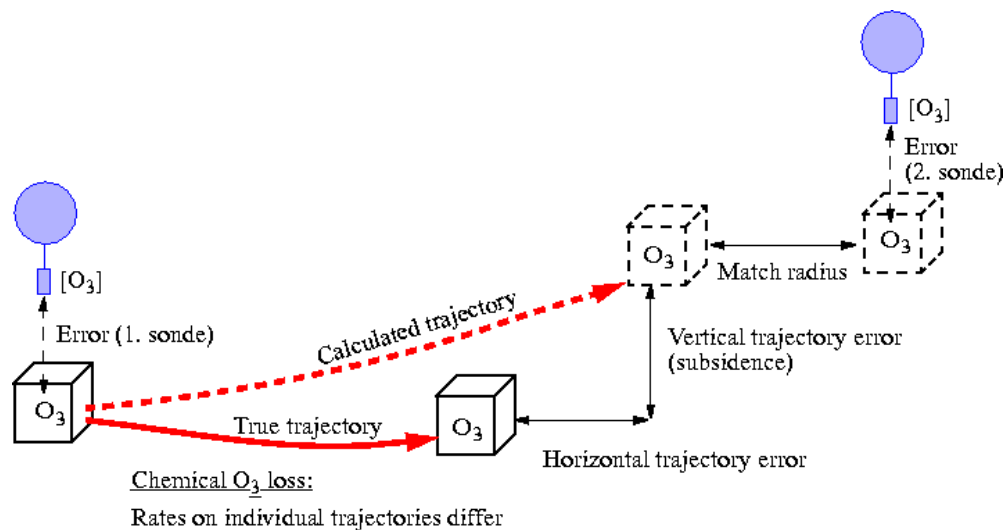 [O3]
Error
(2. sonde)
O3
O3
Match radius
[O3]
Error (1. sonde)
Calculated trajectory
Vertical trajectory error
(subsidence)
O3
True trajectory
O3
Horizontal trajectory error
Chemical O3 loss:
Rates on individual trajectories differ